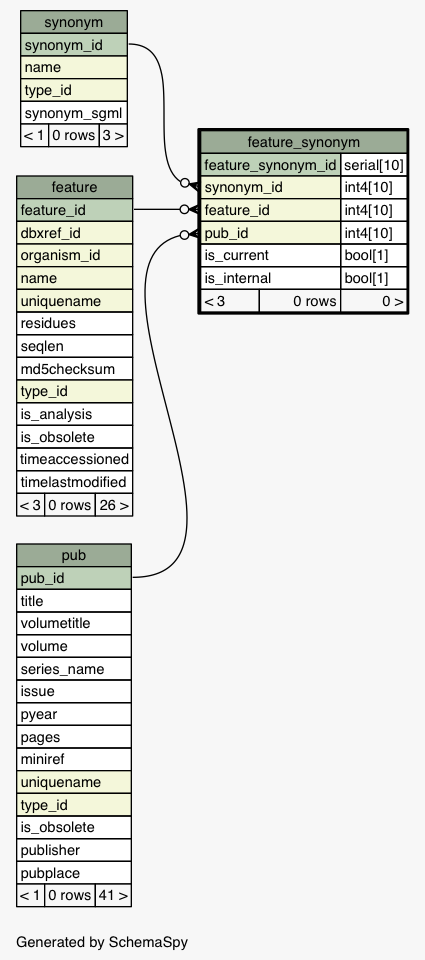 synonym
synonym_id
name
type_id
synonym_sgml
< 1 0 rows 3 >
feature_synonym
feature_synonym_id serial[10]
synonym_id int4[10]
feature_id int4[10]
pub_id int4[10]
is_current bool[1]
is_internal bool[1]
< 3 0 rows 0 >
feature
feature_id
dbxref_id
organism_id
name
uniquename
residues
seqlen
md5checksum
type_id
is_analysis
is_obsolete
timeaccessioned
timelastmodified
< 3 0 rows 26 >
pub
pub_id
title
volumetitle
volume
series_name
issue
pyear
pages
miniref
uniquename
type_id
is_obsolete
publisher
pubplace
< 1 0 rows 41 >
Generated by SchemaSpy